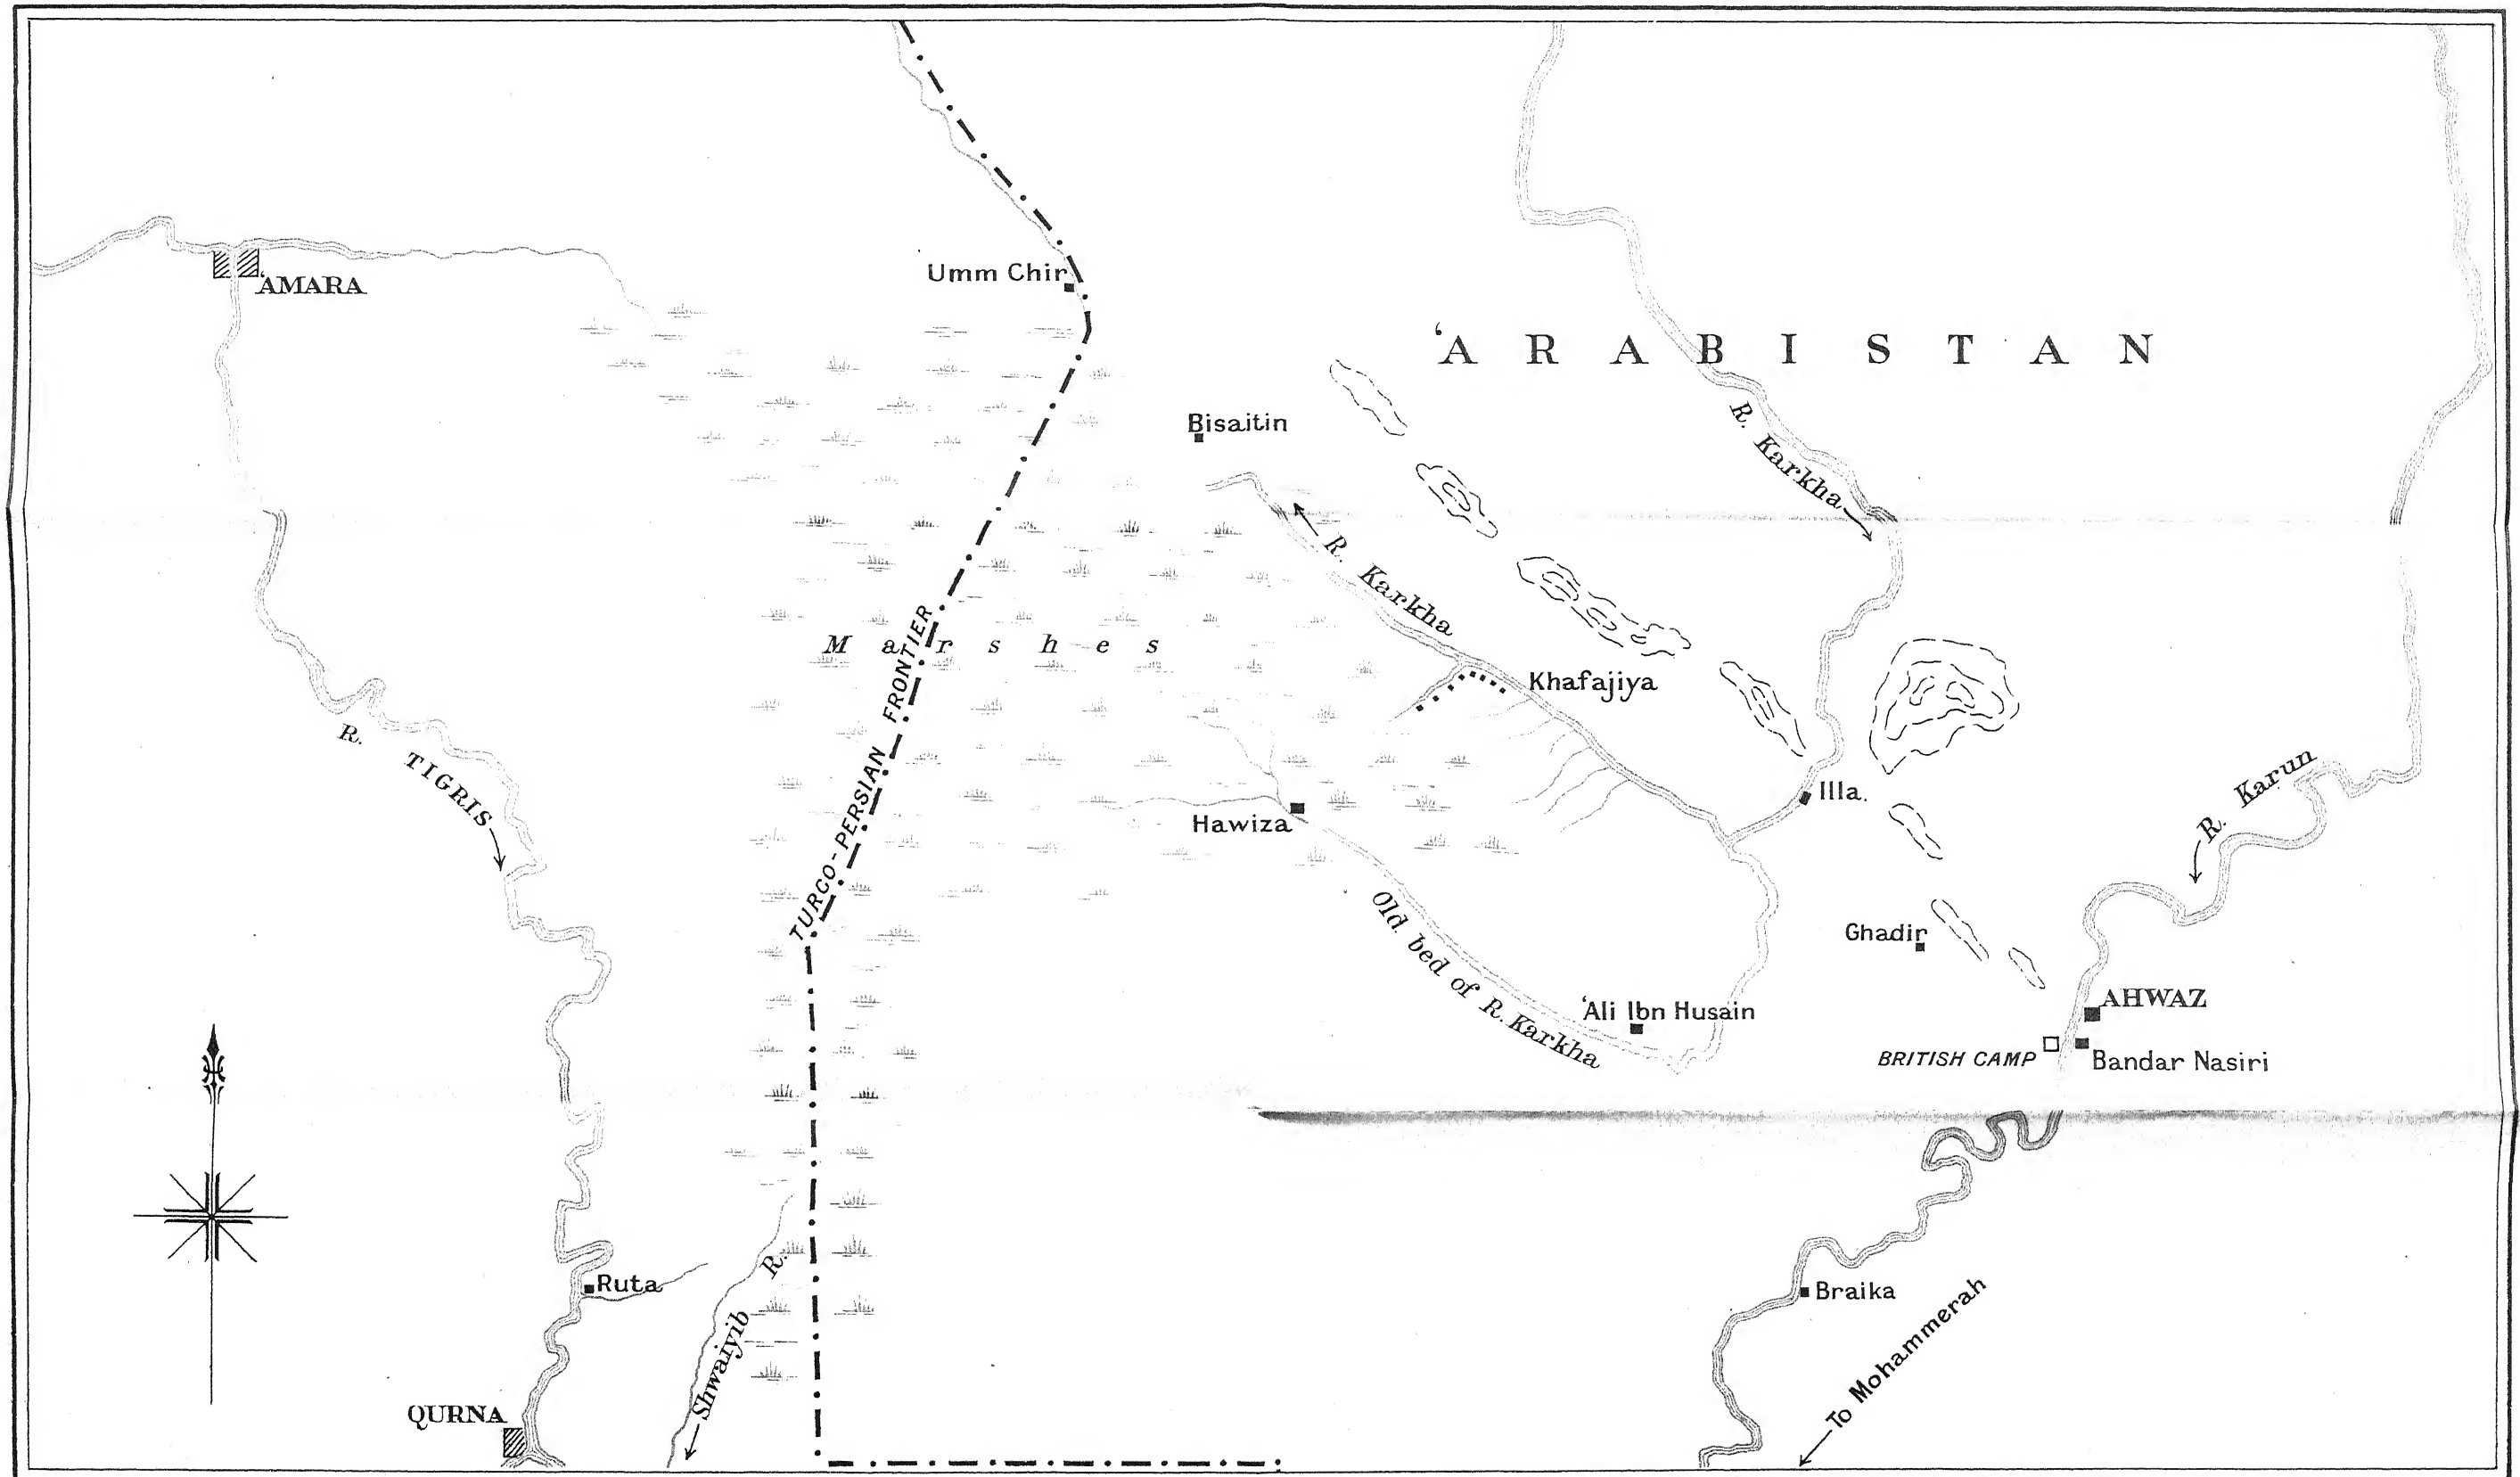 'AMARA
Umm Chir
'ARABISTAN
Bisaitin
R. Karkha
R. Karkha
Marshes
TURCO-PERSIAN FRONTIER
Khafajiya
R. TIGRIS
Illa.
R. Karun
Hawiza
Old. bed of R. Karkha
Ghadir
'Ali Ibn Husain
AHWAZ
BRITISH CAMP
Bandar Nasiri
Ruta
Shwaiyib R.
Braika
To Mohammerah
QURNA